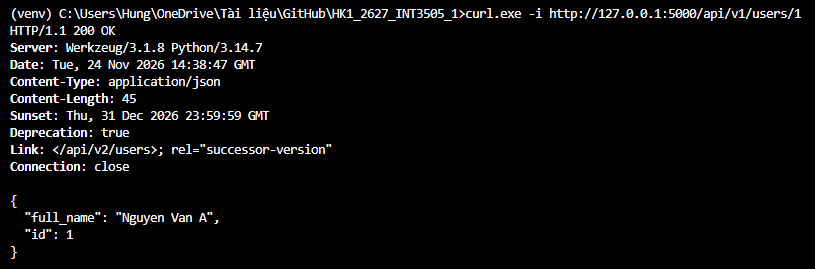 (venv) C:\Users\Hung\OneDrive\Tài liệu\GitHub\HK1_2627_INT3505_1>curl.exe -i http://127.0.0.1:5000/api/v1/users/1
HTTP/1.1 200 OK
Server: Werkzeug/3.1.8 Python/3.14.7
Date: Tue, 24 Nov 2026 14:38:47 GMT
Content-Type: application/json
Content-Length: 45
Sunset: Thu, 31 Dec 2026 23:59:59 GMT
Deprecation: true
Link: </api/v2/users>; rel="successor-version"
Connection: close

{
  "full_name": "Nguyen Van A",
  "id": 1
}